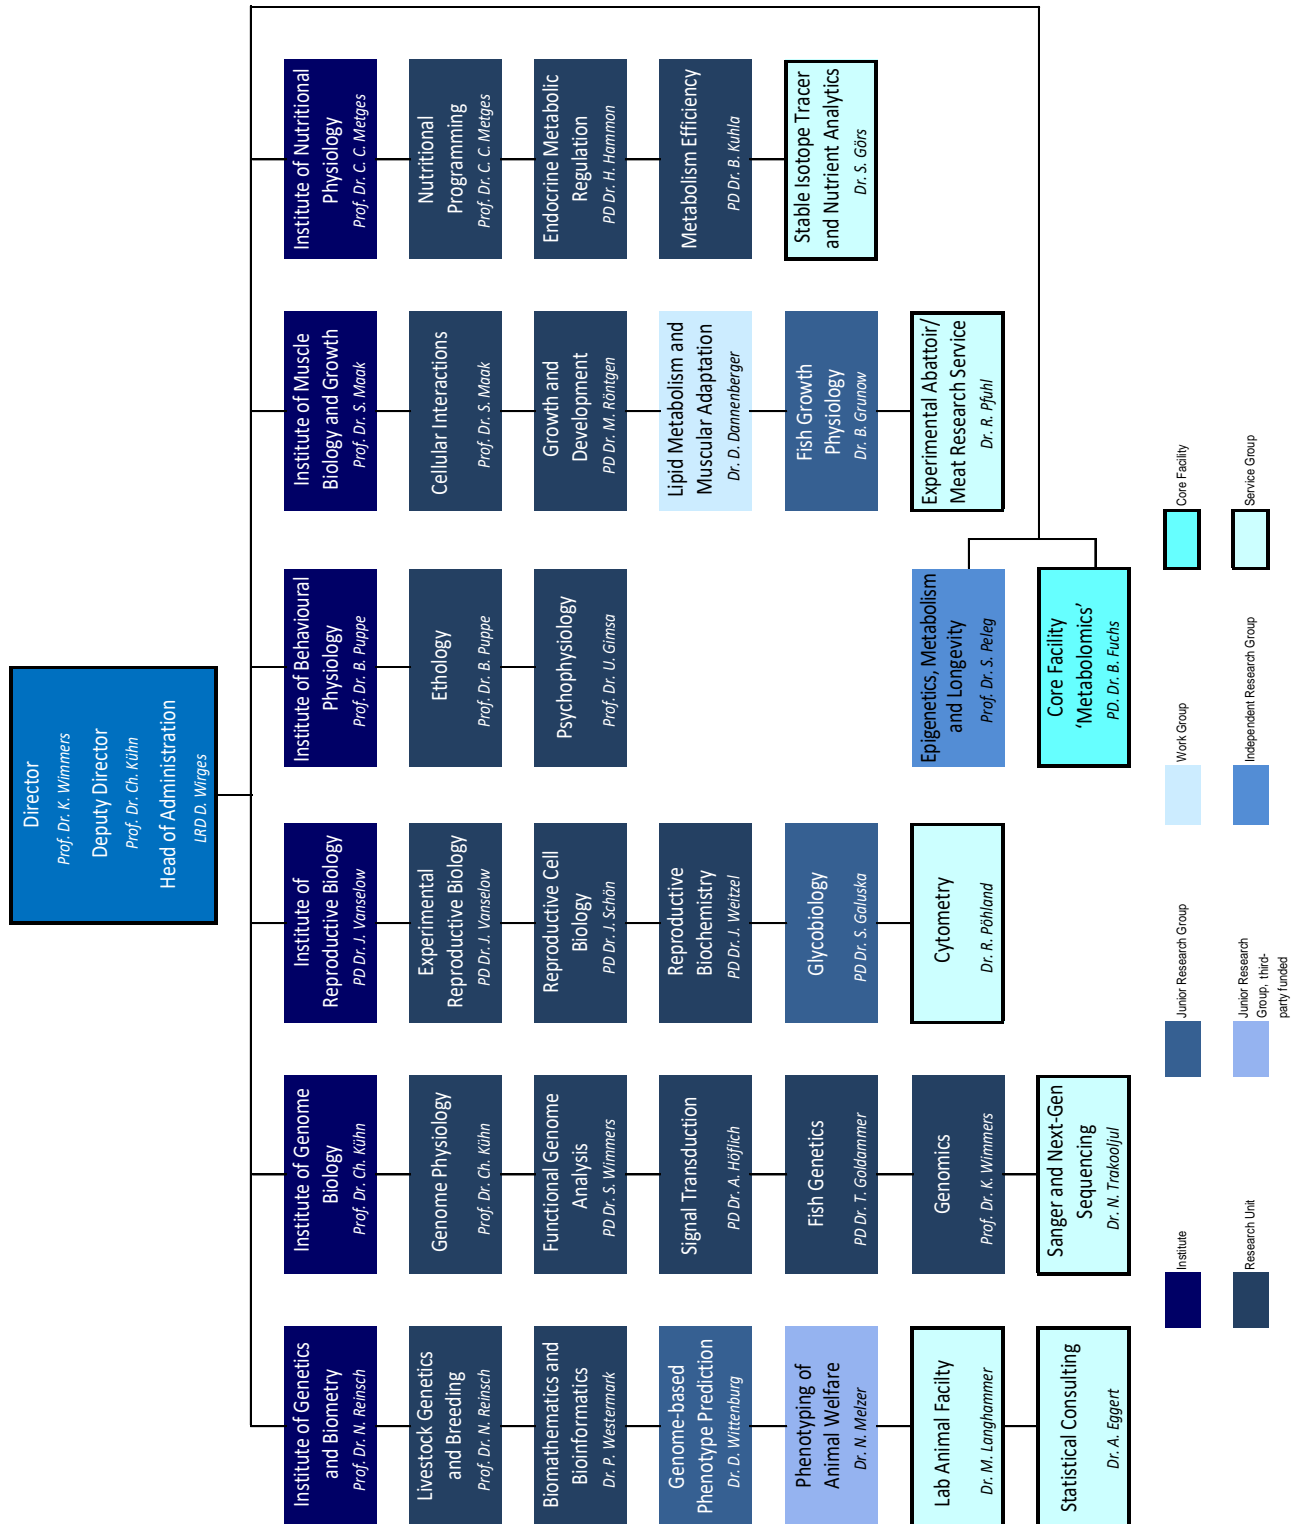 Director
Prof. Dr. K. Wimmers
Deputy Director
Prof. Dr. Ch. Kühn
Head of Administration
LRD D. Wirges
Institute of Genetics
and Biometry
Prof. Dr. N. Reinsch
Livestock Genetics
and Breeding
Prof. Dr. N. Reinsch
Biomathematics and
Bioinformatics
Dr. P. Westermark
Genome-based
Phenotype Prediction
Dr. D. Wittenburg
Phenotyping of
Animal Welfare
Dr. N. Melzer
Lab Animal Facilty
Dr. M. Langhammer
Statistical Consulting
Dr. A. Eggert
Institute of Genome
Biology
Prof. Dr. Ch. Kühn
Genome Physiology
Prof. Dr. Ch. Kühn
Functional Genome
Analysis
PD Dr. S. Wimmers
Signal Transduction
PD Dr. A. Höflich
Fish Genetics
PD Dr. T. Goldammer
Genomics
Prof. Dr. K. Wimmers
Sanger and Next-Gen
Sequencing
Dr. N. Trakooljul
Institute of
Reproductive Biology
PD Dr. J. Vanselow
Experimental
Reproductive Biology
PD Dr. J. Vanselow
Reproductive Cell
Biology
PD Dr. J. Schön
Reproductive
Biochemistry
PD Dr. J. Weitzel
Glycobiology
PD Dr. S. Galuska
Cytometry
Dr. R. Pöhland
Institute of Behavioural
Physiology
Prof. Dr. B. Puppe
Ethology
Prof. Dr. B. Puppe
Psychophysiology
Prof. Dr. U. Gimsa
Epigenetics, Metabolism
and Longevity
Prof. Dr. S. Peleg
Core Facility
‘Metabolomics’
PD. Dr. B. Fuchs
Institute of Muscle
Biology and Growth
Prof. Dr. S. Maak
Cellular Interactions
Prof. Dr. S. Maak
Growth and
Development
PD Dr. M. Röntgen
Lipid Metabolism and
Muscular Adaptation
Dr. D. Dannenberger
Fish Growth
Physiology
Dr. B. Grunow
Experimental Abattoir/
Meat Research Service
Dr. R. Pfuhl
Institute of Nutritional
Physiology
Prof. Dr. C. C. Metges
Nutritional
Programming
Prof. Dr. C. C. Metges
Endocrine Metabolic
Regulation
PD Dr. H. Hammon
Metabolism Efficiency
PD Dr. B. Kuhla
Stable Isotope Tracer
and Nutrient Analytics
Dr. S. Görs
Institute
Research Unit
Junior Research Group
Junior Research
Group, third-
party funded
Work Group
Independent Research Group
Core Facility
Service Group